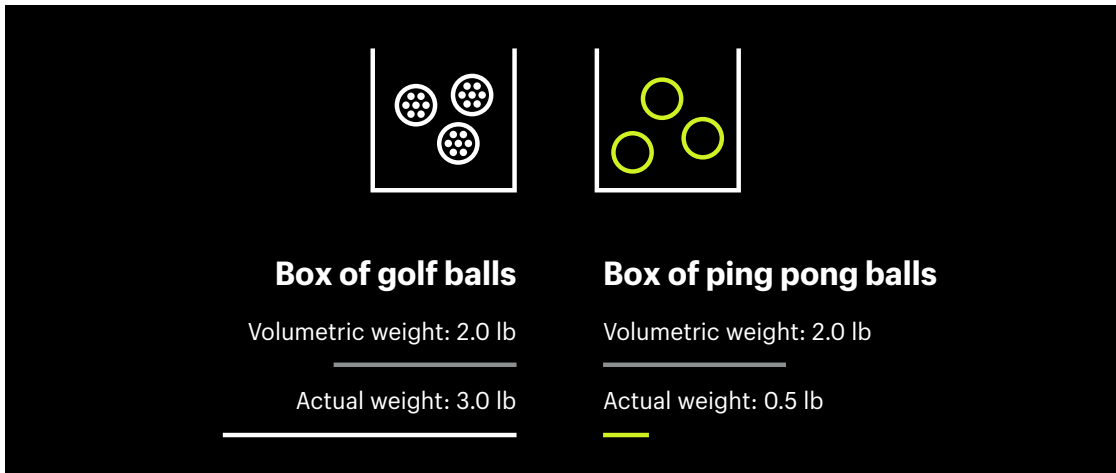 Box of golf balls
Volumetric weight: 2.0 lb
Actual weight: 3.0 lb
Box of ping pong balls
Volumetric weight: 2.0 lb
Actual weight: 0.5 lb